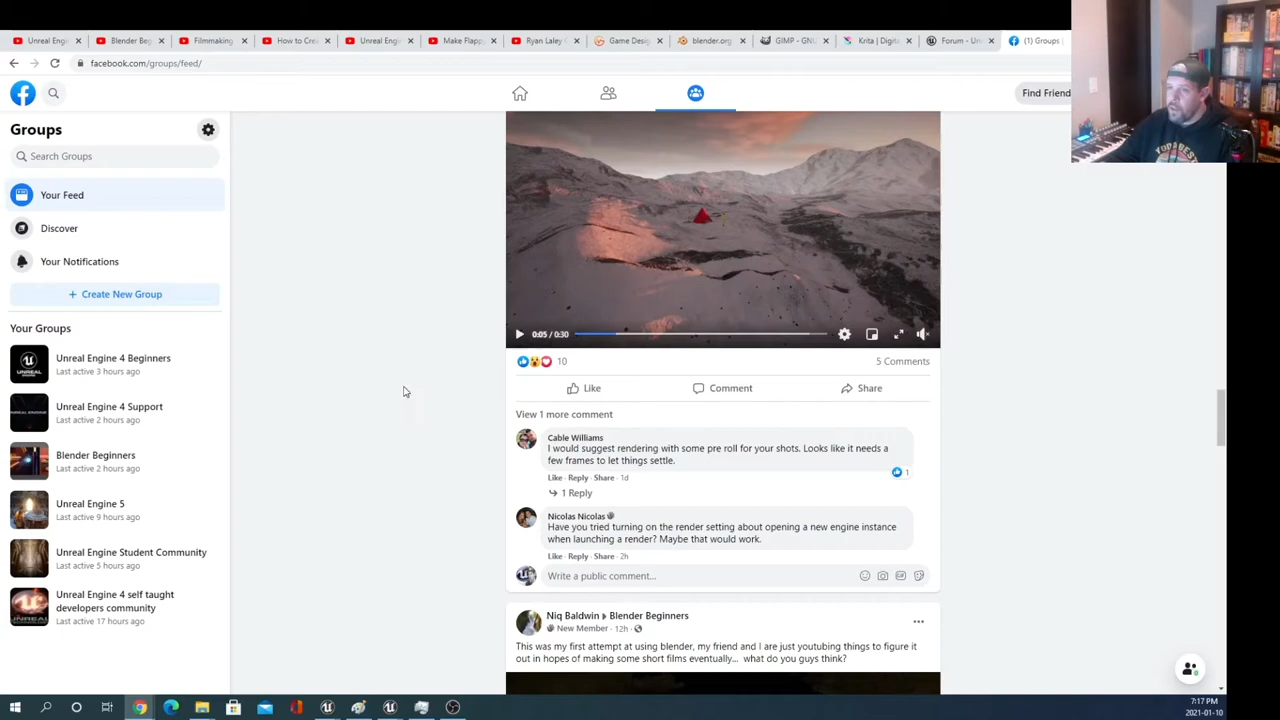 Unreal Engi
Blender Beg
Filmmaking
How to Crea
Unreal Engi
Make Flapp
Ryan Laley G
Game Desig
blender.org
GIMP - GNU
Krita | Digita
Forum - Un
(1) Groups |
facebook.com/groups/feed/
Find Friend
Groups
Search Groups
Your Feed
Discover
Your Notifications
+ Create New Group
Your Groups
Unreal Engine 4 Beginners
Last active 3 hours ago
Unreal Engine 4 Support
Last active 2 hours ago
Blender Beginners
Last active 2 hours ago
Unreal Engine 5
Last active 9 hours ago
Unreal Engine Student Community
Last active 5 hours ago
Unreal Engine 4 self taught
developers community
Last active 17 hours ago
0:05 / 0:30
10
5 Comments
Like
Comment
Share
View 1 more comment
Cable Williams
I would suggest rendering with some pre roll for your shots. Looks like it needs a
few frames to let things settle.
1
Like · Reply · Share · 1d
1 Reply
Nicolas Nicolas
Have you tried turning on the render setting about opening a new engine instance
when launching a render? Maybe that would work.
Like · Reply · Share · 2h
Write a public comment...
Niq Baldwin ▸ Blender Beginners
New Member · 12h ·
This was my first attempt at using blender, my friend and I are just youtubing things to figure it
out in hopes of making some short films eventually... what do you guys think?
7:17 PM
2021-01-10